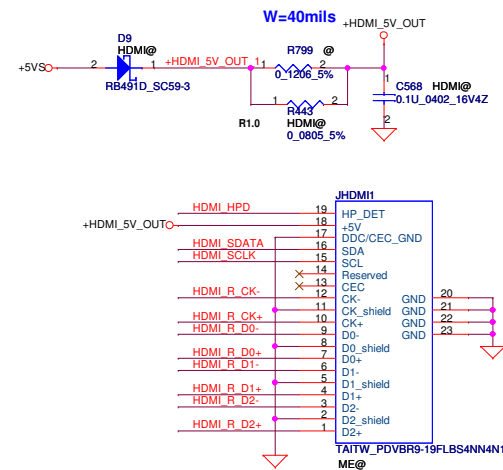 W=40mils
+HDMI_5V_OUT
D9
HDMI@
R799 @
+5VS 2 1 +HDMI_5V_OUT_1 1 2
RB491D_SC59-3
0_1206_5%
1 2
R443
R1.0 HDMI@
0_0805_5%
1
C568 HDMI@
0.1U_0402_16V4Z
2
JHDMI1
HDMI_HPD 19 HP_DET
+HDMI_5V_OUT 18 +5V
17 DDC/CEC_GND
HDMI_SDATA 16 SDA
HDMI_SCLK 15 SCL
14 Reserved
13 CEC
HDMI_R_CK- 12 CK- GND 20
11 CK_shield GND 21
HDMI_R_CK+ 10 CK+ GND 22
HDMI_R_D0- 9 D0- GND 23
8 D0_shield
HDMI_R_D0+ 7 D0+
HDMI_R_D1- 6 D1-
5 D1_shield
HDMI_R_D1+ 4 D1+
HDMI_R_D2- 3 D2-
2 D2_shield
HDMI_R_D2+ 1 D2+
TAITW_PDVBR9-19FLBS4NN4N1
ME@